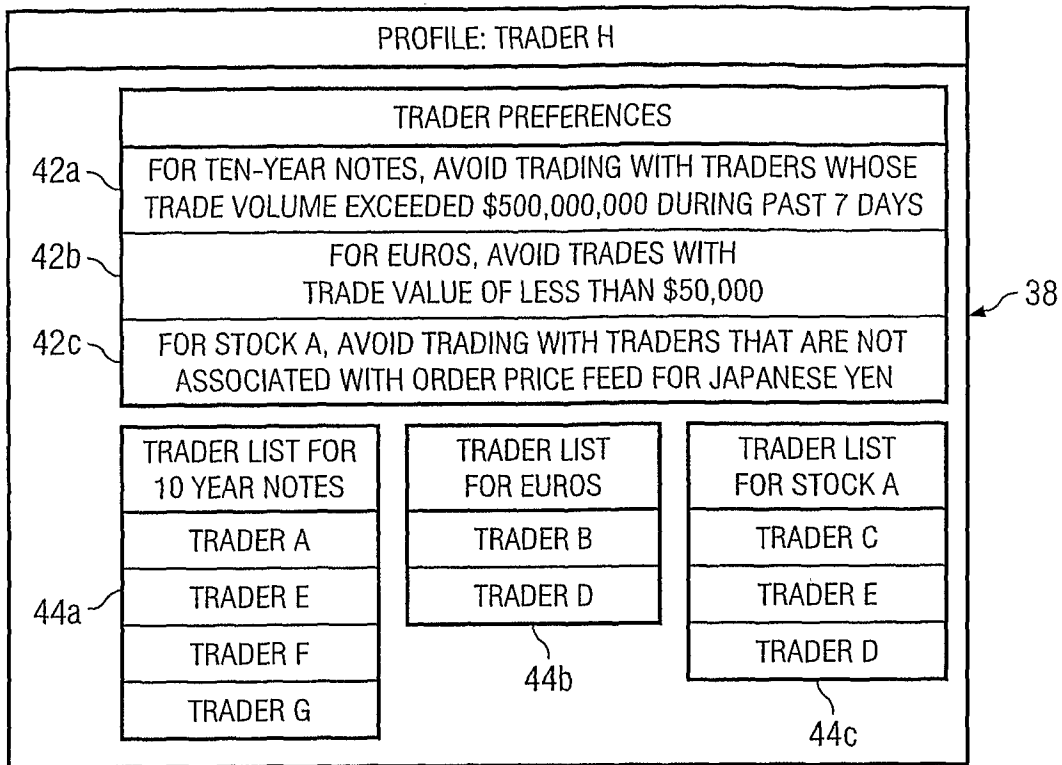 PROFILE: TRADER H
TRADER PREFERENCES
42a
FOR TEN-YEAR NOTES, AVOID TRADING WITH TRADERS WHOSE
TRADE VOLUME EXCEEDED $500,000,000 DURING PAST 7 DAYS
42b
FOR EUROS, AVOID TRADES WITH
TRADE VALUE OF LESS THAN $50,000
38
42c
FOR STOCK A, AVOID TRADING WITH TRADERS THAT ARE NOT
ASSOCIATED WITH ORDER PRICE FEED FOR JAPANESE YEN
TRADER LIST FOR
10 YEAR NOTES
TRADER A
TRADER E
TRADER F
TRADER G
44a
TRADER LIST
FOR EUROS
TRADER B
TRADER D
44b
TRADER LIST
FOR STOCK A
TRADER C
TRADER E
TRADER D
44c